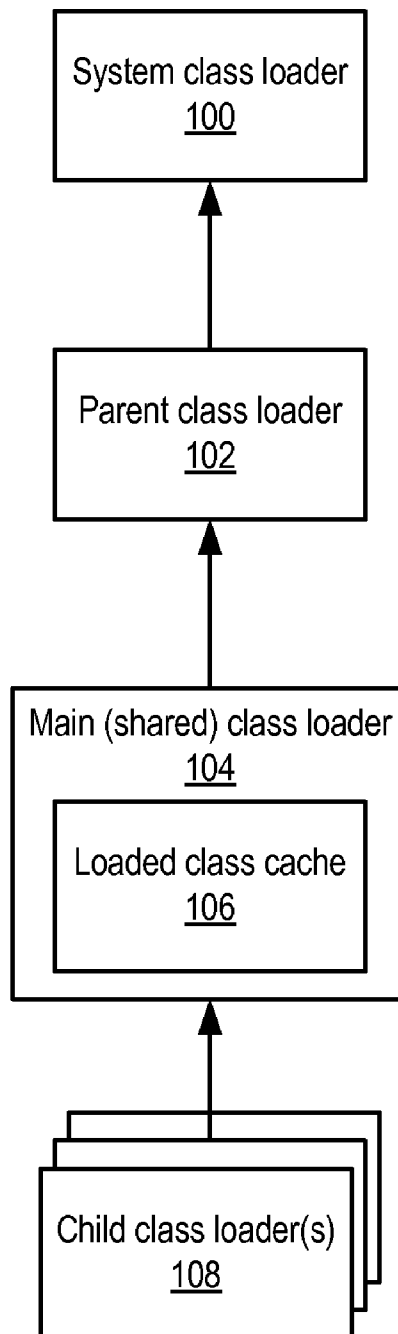 System class loader
100
Parent class loader
102
Main (shared) class loader
104
Loaded class cache
106
Child class loader(s)
108